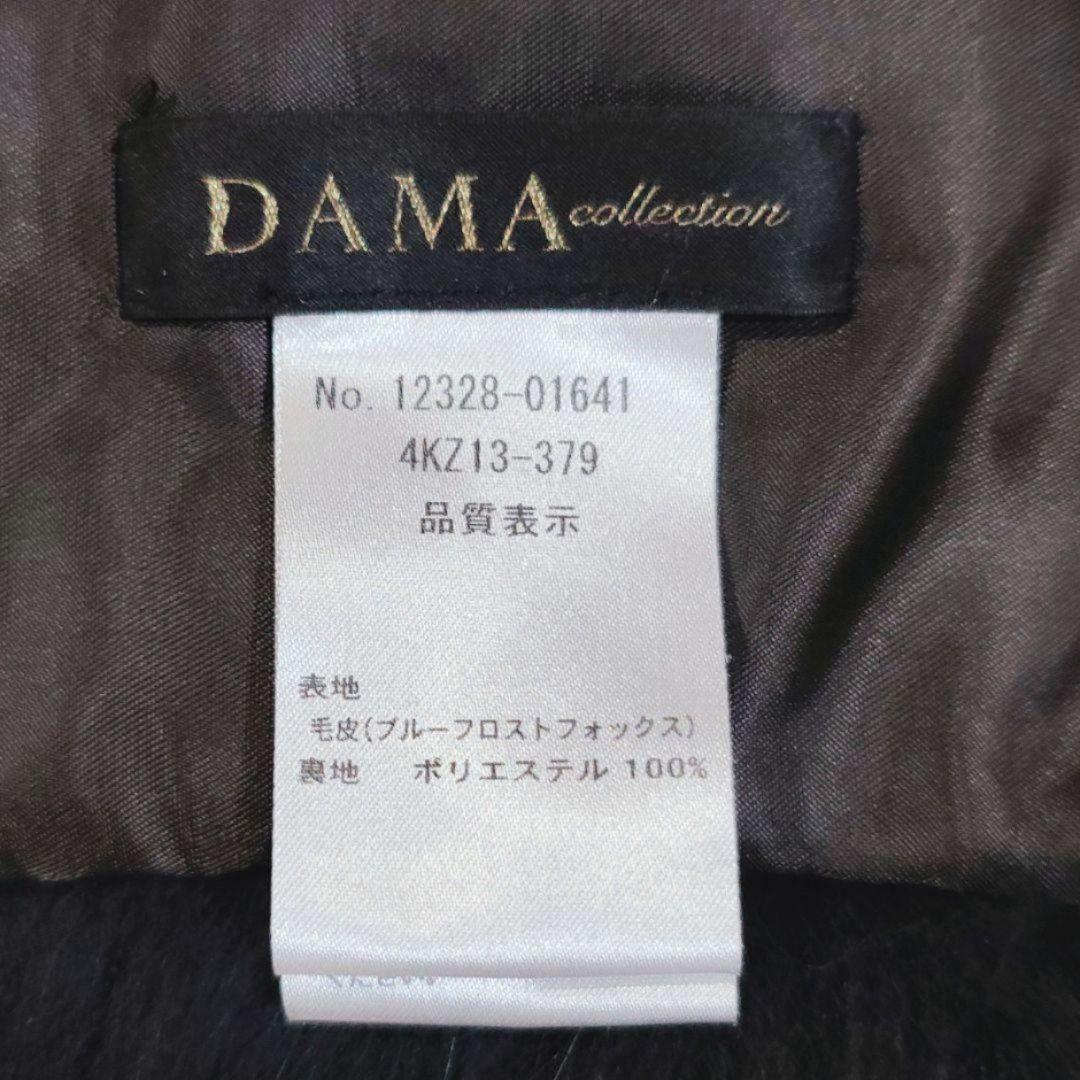 DAMA collection
No. 12328-01641
4KZ13-379
品質表示
表地
毛皮(ブルーフロストフォックス)
裏地 ポリエステル 100%